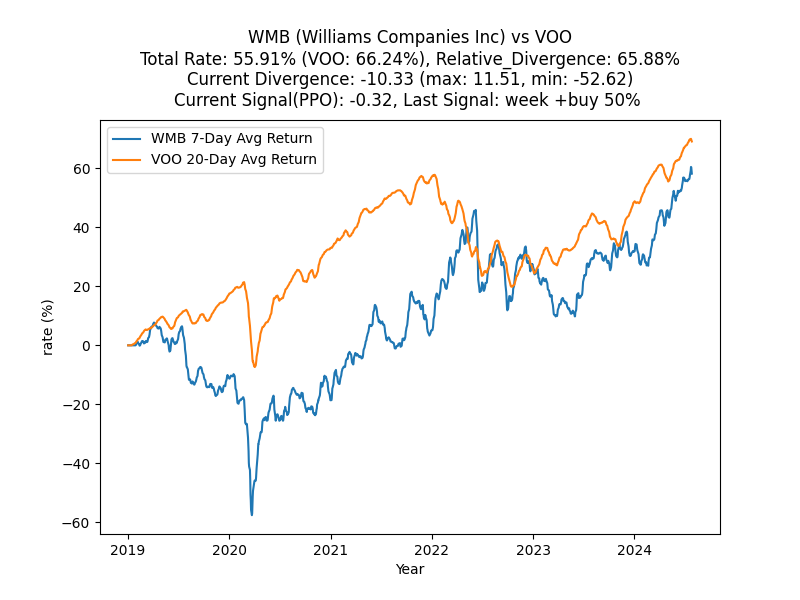 WMB (Williams Companies Inc) vs VOO
Total Rate: 55.91% (VOO: 66.24%), Relative_Divergence: 65.88%
Current Divergence: -10.33 (max: 11.51, min: -52.62)
Current Signal(PPO): -0.32, Last Signal: week +buy 50%
WMB 7-Day Avg Return
VOO 20-Day Avg Return
rate (%)
60
40
20
0
−20
−40
−60
2019 2020 2021 2022 2023 2024
Year